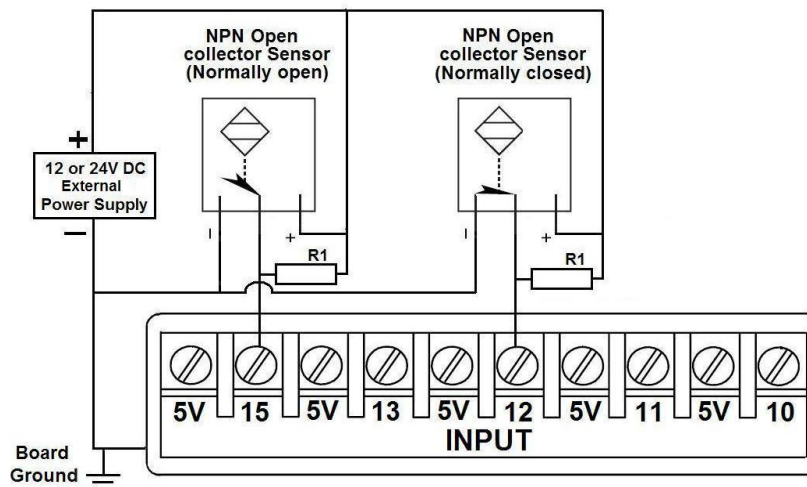 NPN Open
collector Sensor
(Normally open)
NPN Open
collector Sensor
(Normally closed)
+
12 or 24V DC
External
Power Supply
−
− +
R1
− +
R1
5V 15 5V 13 5V 12 5V 11 5V 10
INPUT
Board
Ground